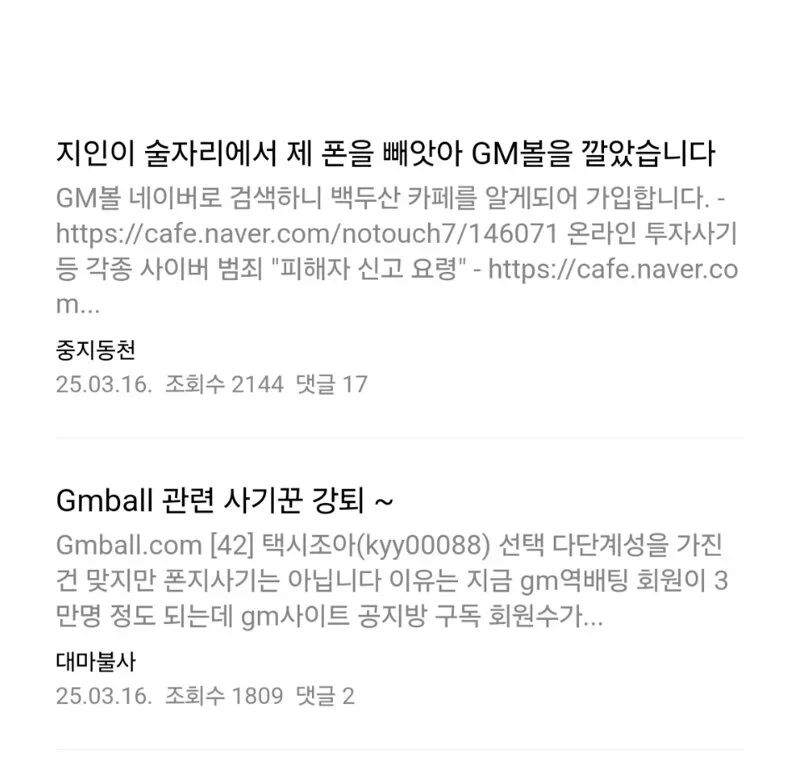 지인이 술자리에서 제 폰을 빼앗아 GM볼을 깔았습니다
GM볼 네이버로 검색하니 백두산 카페를 알게되어 가입합니다. -
https://cafe.naver.com/notouch7/146071 온라인 투자사기
등 각종 사이버 범죄 "피해자 신고 요령" - https://cafe.naver.co
m...
중지동천
25.03.16. 조회수 2144 댓글 17
Gmball 관련 사기꾼 강퇴 ~
Gmball.com [42] 택시조아(kyy00088) 선택 다단계성을 가진
건 맞지만 폰지사기는 아닙니다 이유는 지금 gm역배팅 회원이 3
만명 정도 되는데 gm사이트 공지방 구독 회원수가...
대마불사
25.03.16. 조회수 1809 댓글 2